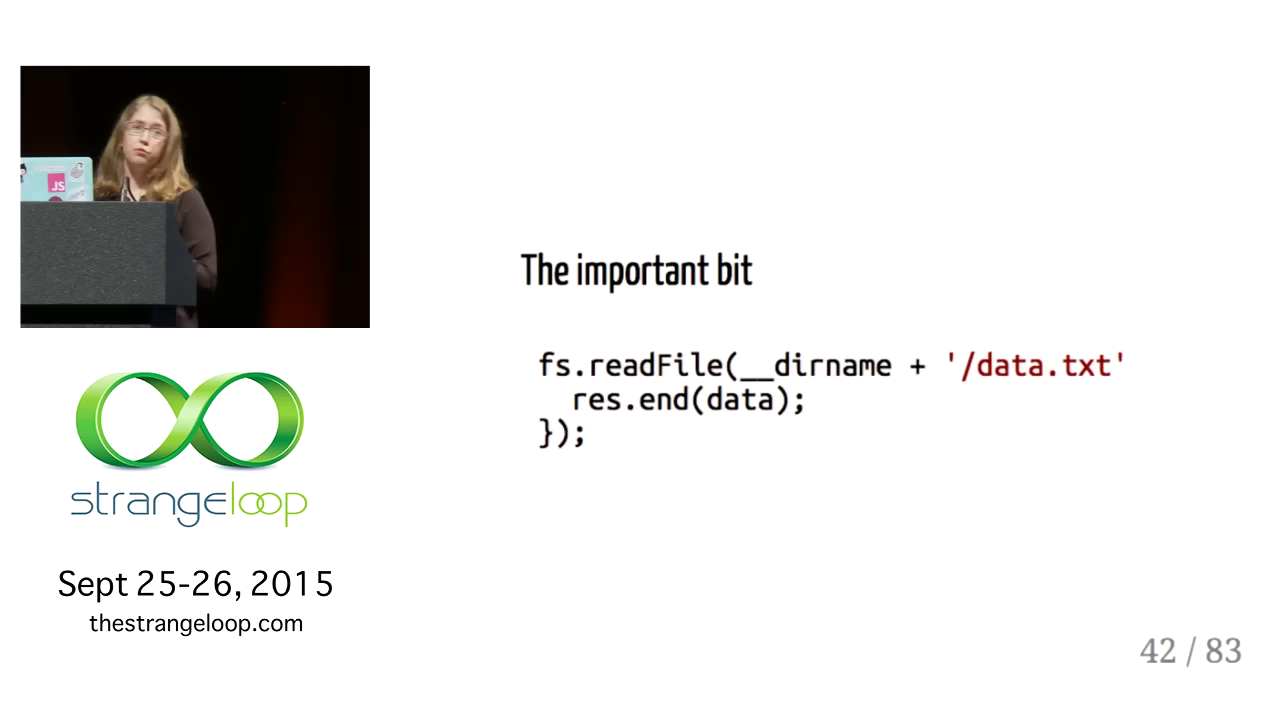 JS
The important bit
fs.readFile(__dirname + '/data.txt'
  res.end(data);
});
strangeloop
Sept 25-26, 2015
thestrangeloop.com
42 / 83